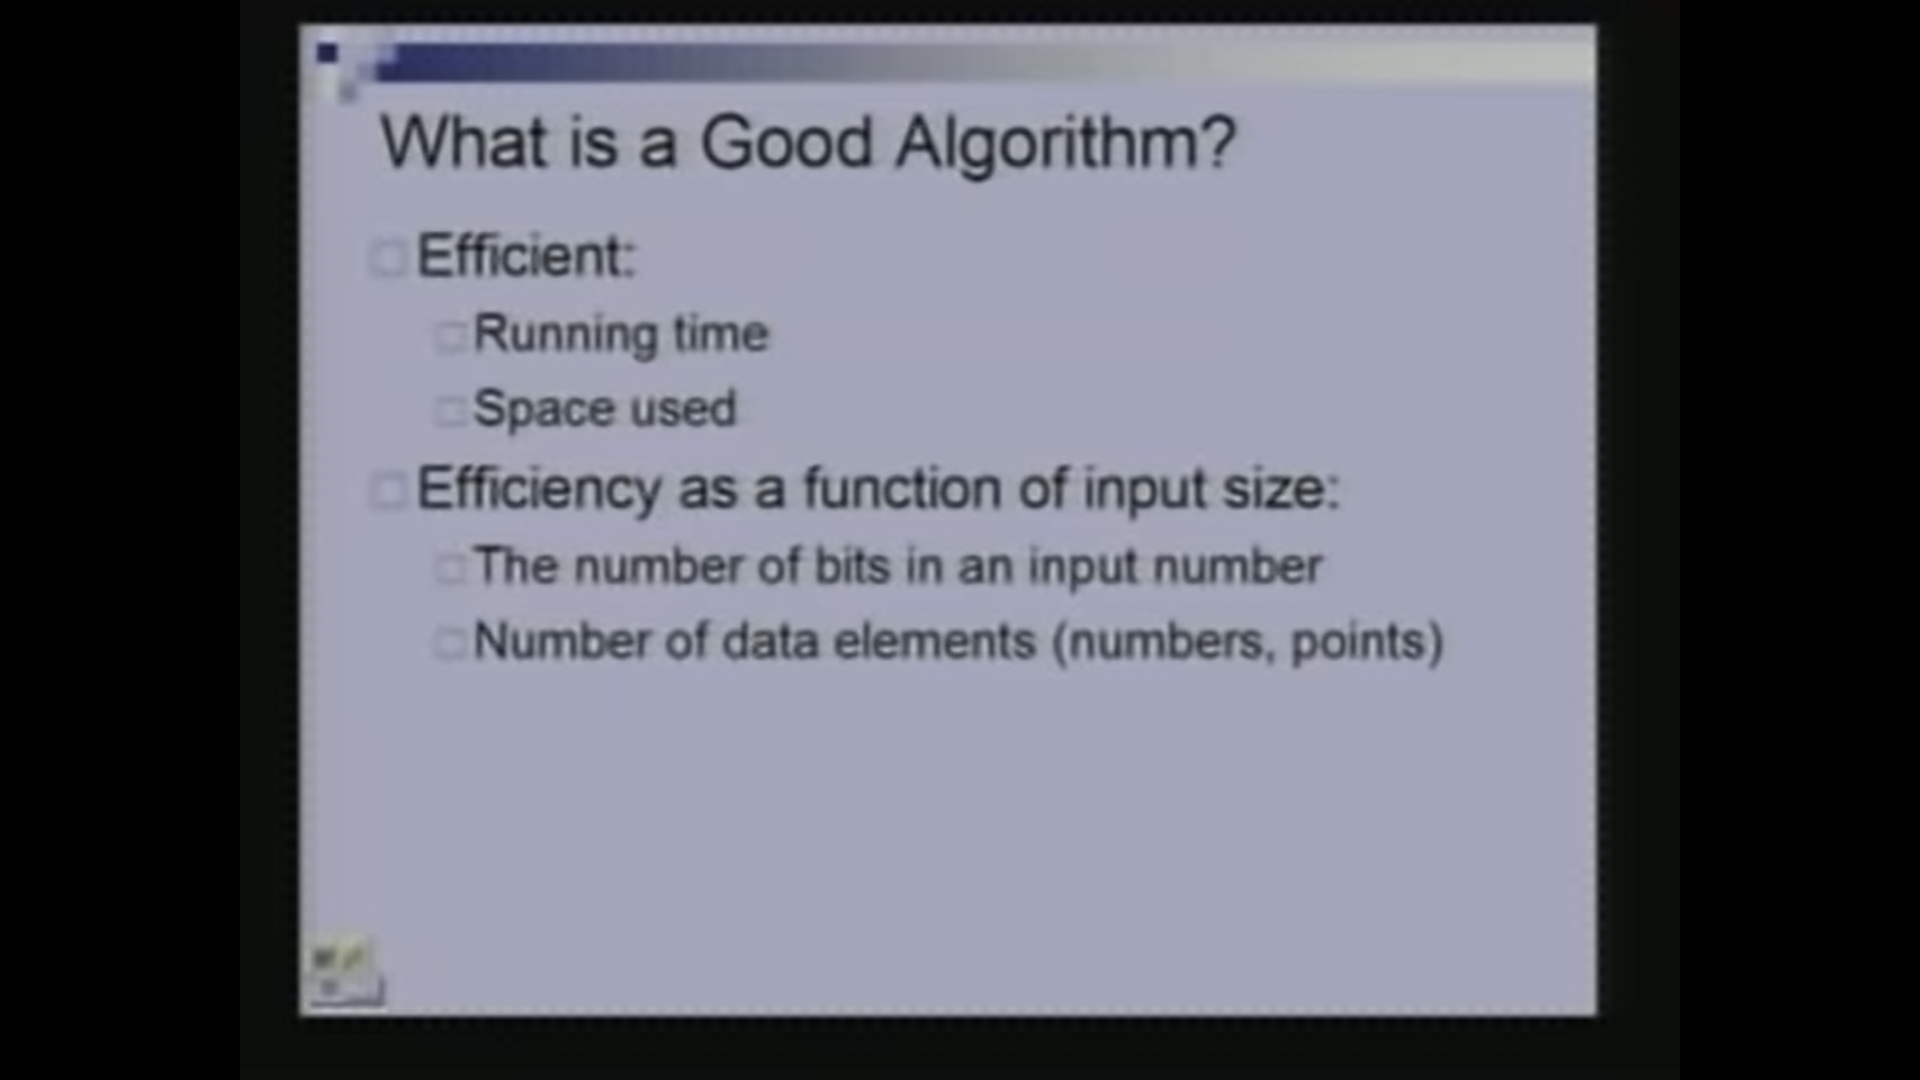 What is a Good Algorithm?
Efficient:
Running time
Space used
Efficiency as a function of input size:
The number of bits in an input number
Number of data elements (numbers, points)